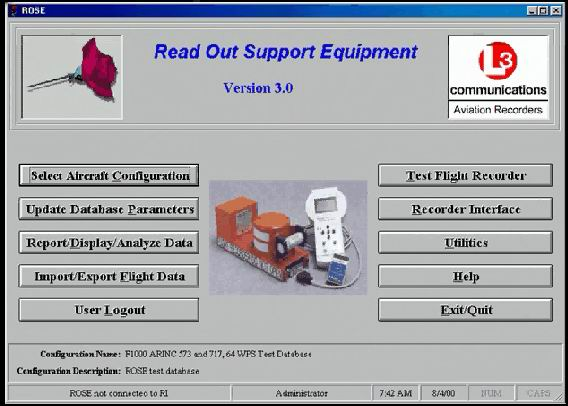 ROSE
Read Out Support Equipment
Version 3.0
L3
communications
Aviation Recorders
Select Aircraft Configuration
Update Database Parameters
Report/Display/Analyze Data
Import/Export Flight Data
User Logout
Test Flight Recorder
Recorder Interface
Utilities
Help
Exit/Quit
Configuration Name: F1000 ARINC 573 and 717, 64 WPS Test Database
Configuration Description: ROSE test database
ROSE not connected to RI Administrator 7:42 AM 8/4/00 NUM CAPS